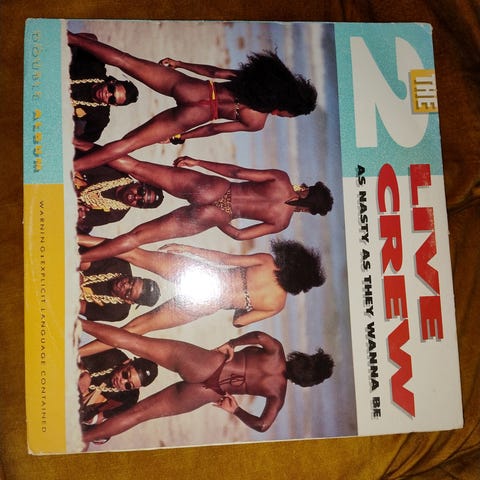 THE
2 LIVE
CREW
AS NASTY AS THEY WANNA BE
DOUBLE ALBUM
WARNING: EXPLICIT LANGUAGE CONTAINED